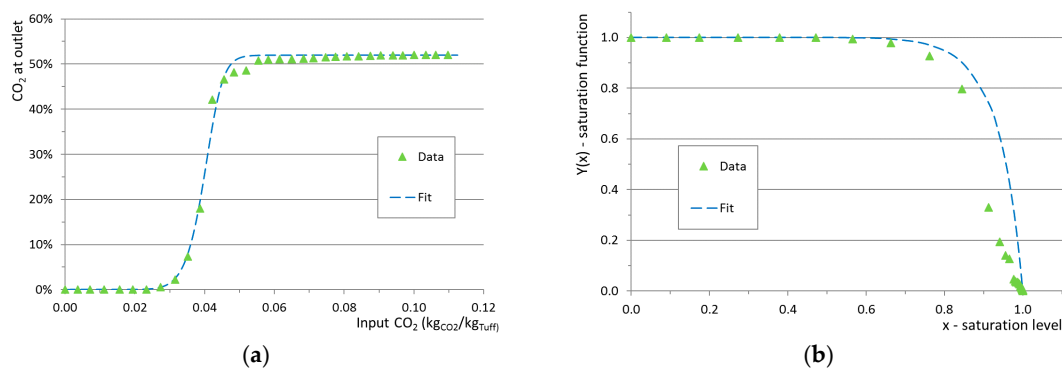 60%
50%
40%
30%
20%
10%
0%
CO2 at outlet
Data
Fit
0.00
0.02
0.04
0.06
0.08
0.10
0.12
Input CO2 (kgCO2/kgTuff)
(a)
1.0
0.8
0.6
0.4
0.2
0.0
Y(x) - saturation function
Data
Fit
0.0
0.2
0.4
0.6
0.8
1.0
x - saturation level
(b)